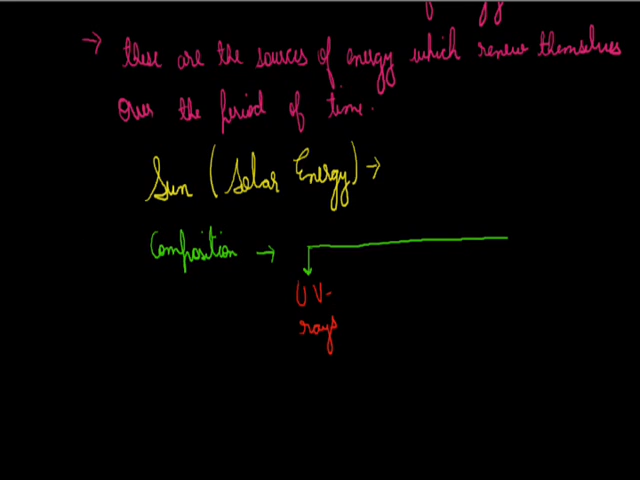 → these are the sources of energy which renew themselves
over the period of time.
Sun (Solar Energy) →
Composition →
UV-
rays